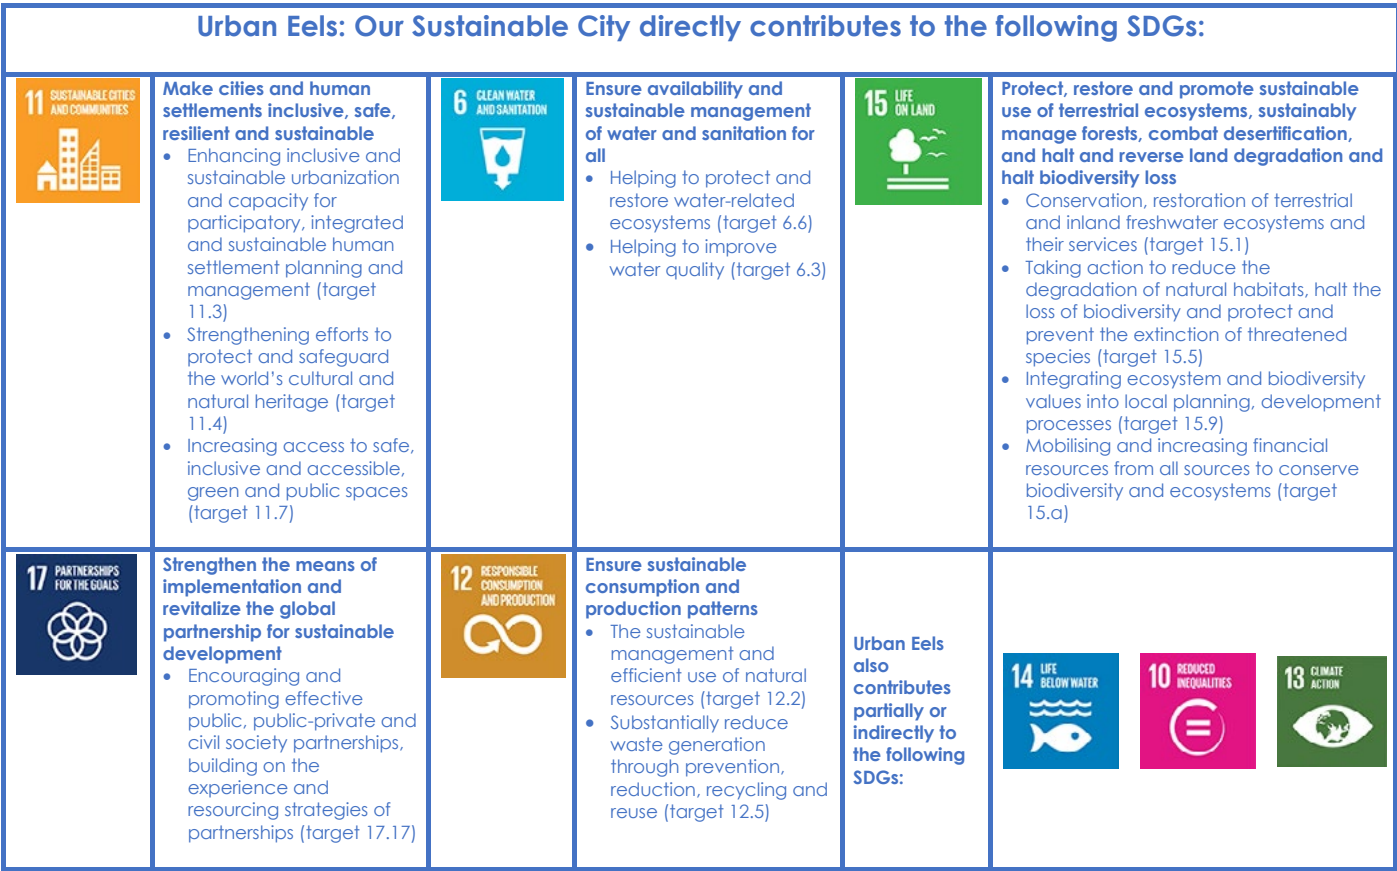 Urban Eels: Our Sustainable City directly contributes to the following SDGs:
11 SUSTAINABLE CITIES
AND COMMUNITIES
Make cities and human
settlements inclusive, safe,
resilient and sustainable
• Enhancing inclusive and
sustainable urbanization
and capacity for
participatory, integrated
and sustainable human
settlement planning and
management (target
11.3)
• Strengthening efforts to
protect and safeguard
the world's cultural and
natural heritage (target
11.4)
• Increasing access to safe,
inclusive and accessible,
green and public spaces
(target 11.7)
6 CLEAN WATER
AND SANITATION
Ensure availability and
sustainable management
of water and sanitation for
all
• Helping to protect and
restore water-related
ecosystems (target 6.6)
• Helping to improve
water quality (target 6.3)
15 LIFE
ON LAND
Protect, restore and promote sustainable
use of terrestrial ecosystems, sustainably
manage forests, combat desertification,
and halt and reverse land degradation and
halt biodiversity loss
• Conservation, restoration of terrestrial
and inland freshwater ecosystems and
their services (target 15.1)
• Taking action to reduce the
degradation of natural habitats, halt the
loss of biodiversity and protect and
prevent the extinction of threatened
species (target 15.5)
• Integrating ecosystem and biodiversity
values into local planning, development
processes (target 15.9)
• Mobilising and increasing financial
resources from all sources to conserve
biodiversity and ecosystems (target
15.a)
17 PARTNERSHIPS
FOR THE GOALS
Strengthen the means of
implementation and
revitalize the global
partnership for sustainable
development
• Encouraging and
promoting effective
public, public-private and
civil society partnerships,
building on the
experience and
resourcing strategies of
partnerships (target 17.17)
12 RESPONSIBLE
CONSUMPTION
AND PRODUCTION
Ensure sustainable
consumption and
production patterns
• The sustainable
management and
efficient use of natural
resources (target 12.2)
• Substantially reduce
waste generation
through prevention,
reduction, recycling and
reuse (target 12.5)
Urban Eels
also
contributes
partially or
indirectly to
the following
SDGs:
14 LIFE
BELOW WATER
10 REDUCED
INEQUALITIES
13 CLIMATE
ACTION